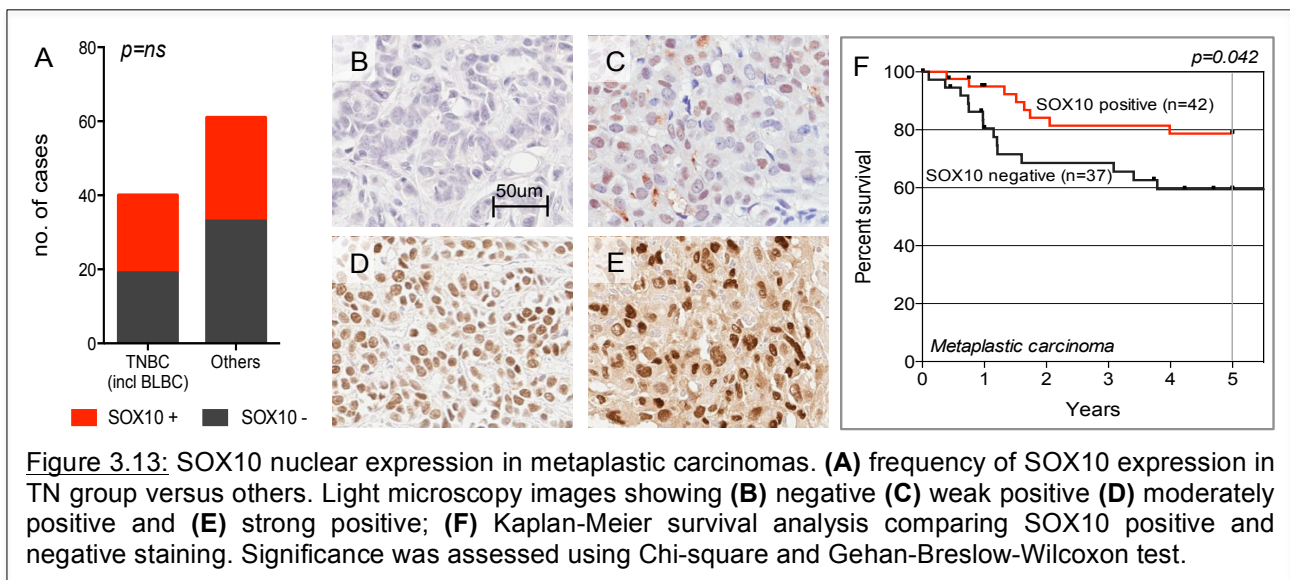 A
p=ns
80
60
40
20
0
no. of cases
TNBC
(incl BLBC)
Others
SOX10 +
SOX10 -
B
50um
C
D
E
F
p=0.042
100
80
60
40
20
0
Percent survival
SOX10 positive (n=42)
SOX10 negative (n=37)
Metaplastic carcinoma
0 1 2 3 4 5
Years
Figure 3.13: SOX10 nuclear expression in metaplastic carcinomas. (A) frequency of SOX10 expression in
TN group versus others. Light microscopy images showing (B) negative (C) weak positive (D) moderately
positive and (E) strong positive; (F) Kaplan-Meier survival analysis comparing SOX10 positive and
negative staining. Significance was assessed using Chi-square and Gehan-Breslow-Wilcoxon test.